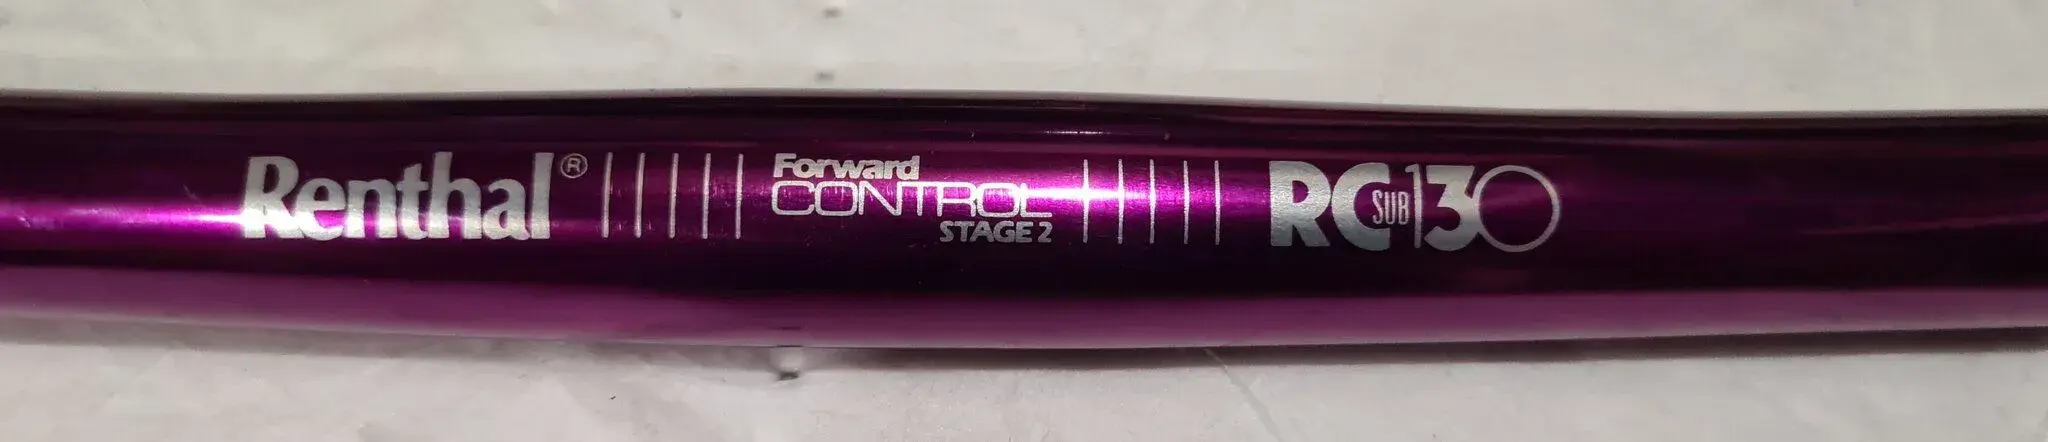 Renthal®
Forward
CONTROL
STAGE 2
RC SUB 130